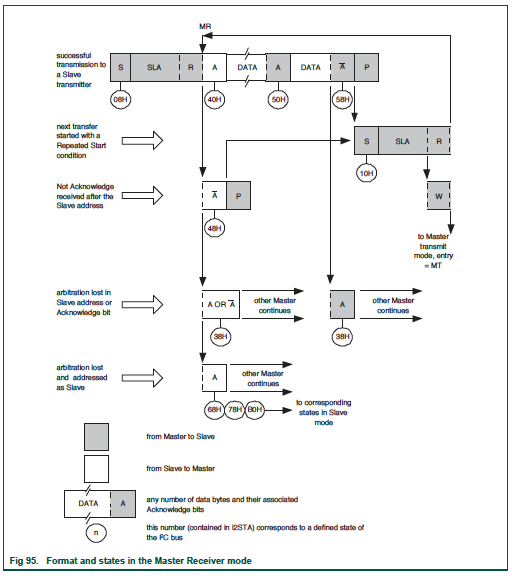 MR
successful
transmission to
a Slave
transmitter
S SLA R A DATA A DATA A P
08H 40H 50H 58H
next transfer
started with a
Repeated Start
condition
S SLA R
10H
Not Acknowledge
received after the
Slave address
A P
W
48H
to Master
transmit
mode, entry
= MT
arbitration lost in
Slave address or
Acknowledge bit
A OR A
other Master
continues
A
other Master
continues
38H 38H
arbitration lost
and addressed
as Slave
A
other Master
continues
68H 78H B0H
to corresponding
states in Slave
mode
from Master to Slave
from Slave to Master
DATA A
any number of data bytes and their associated
Acknowledge bits
n
this number (contained in I2STA) corresponds to a defined state of
the I²C bus
Fig 95. Format and states in the Master Receiver mode